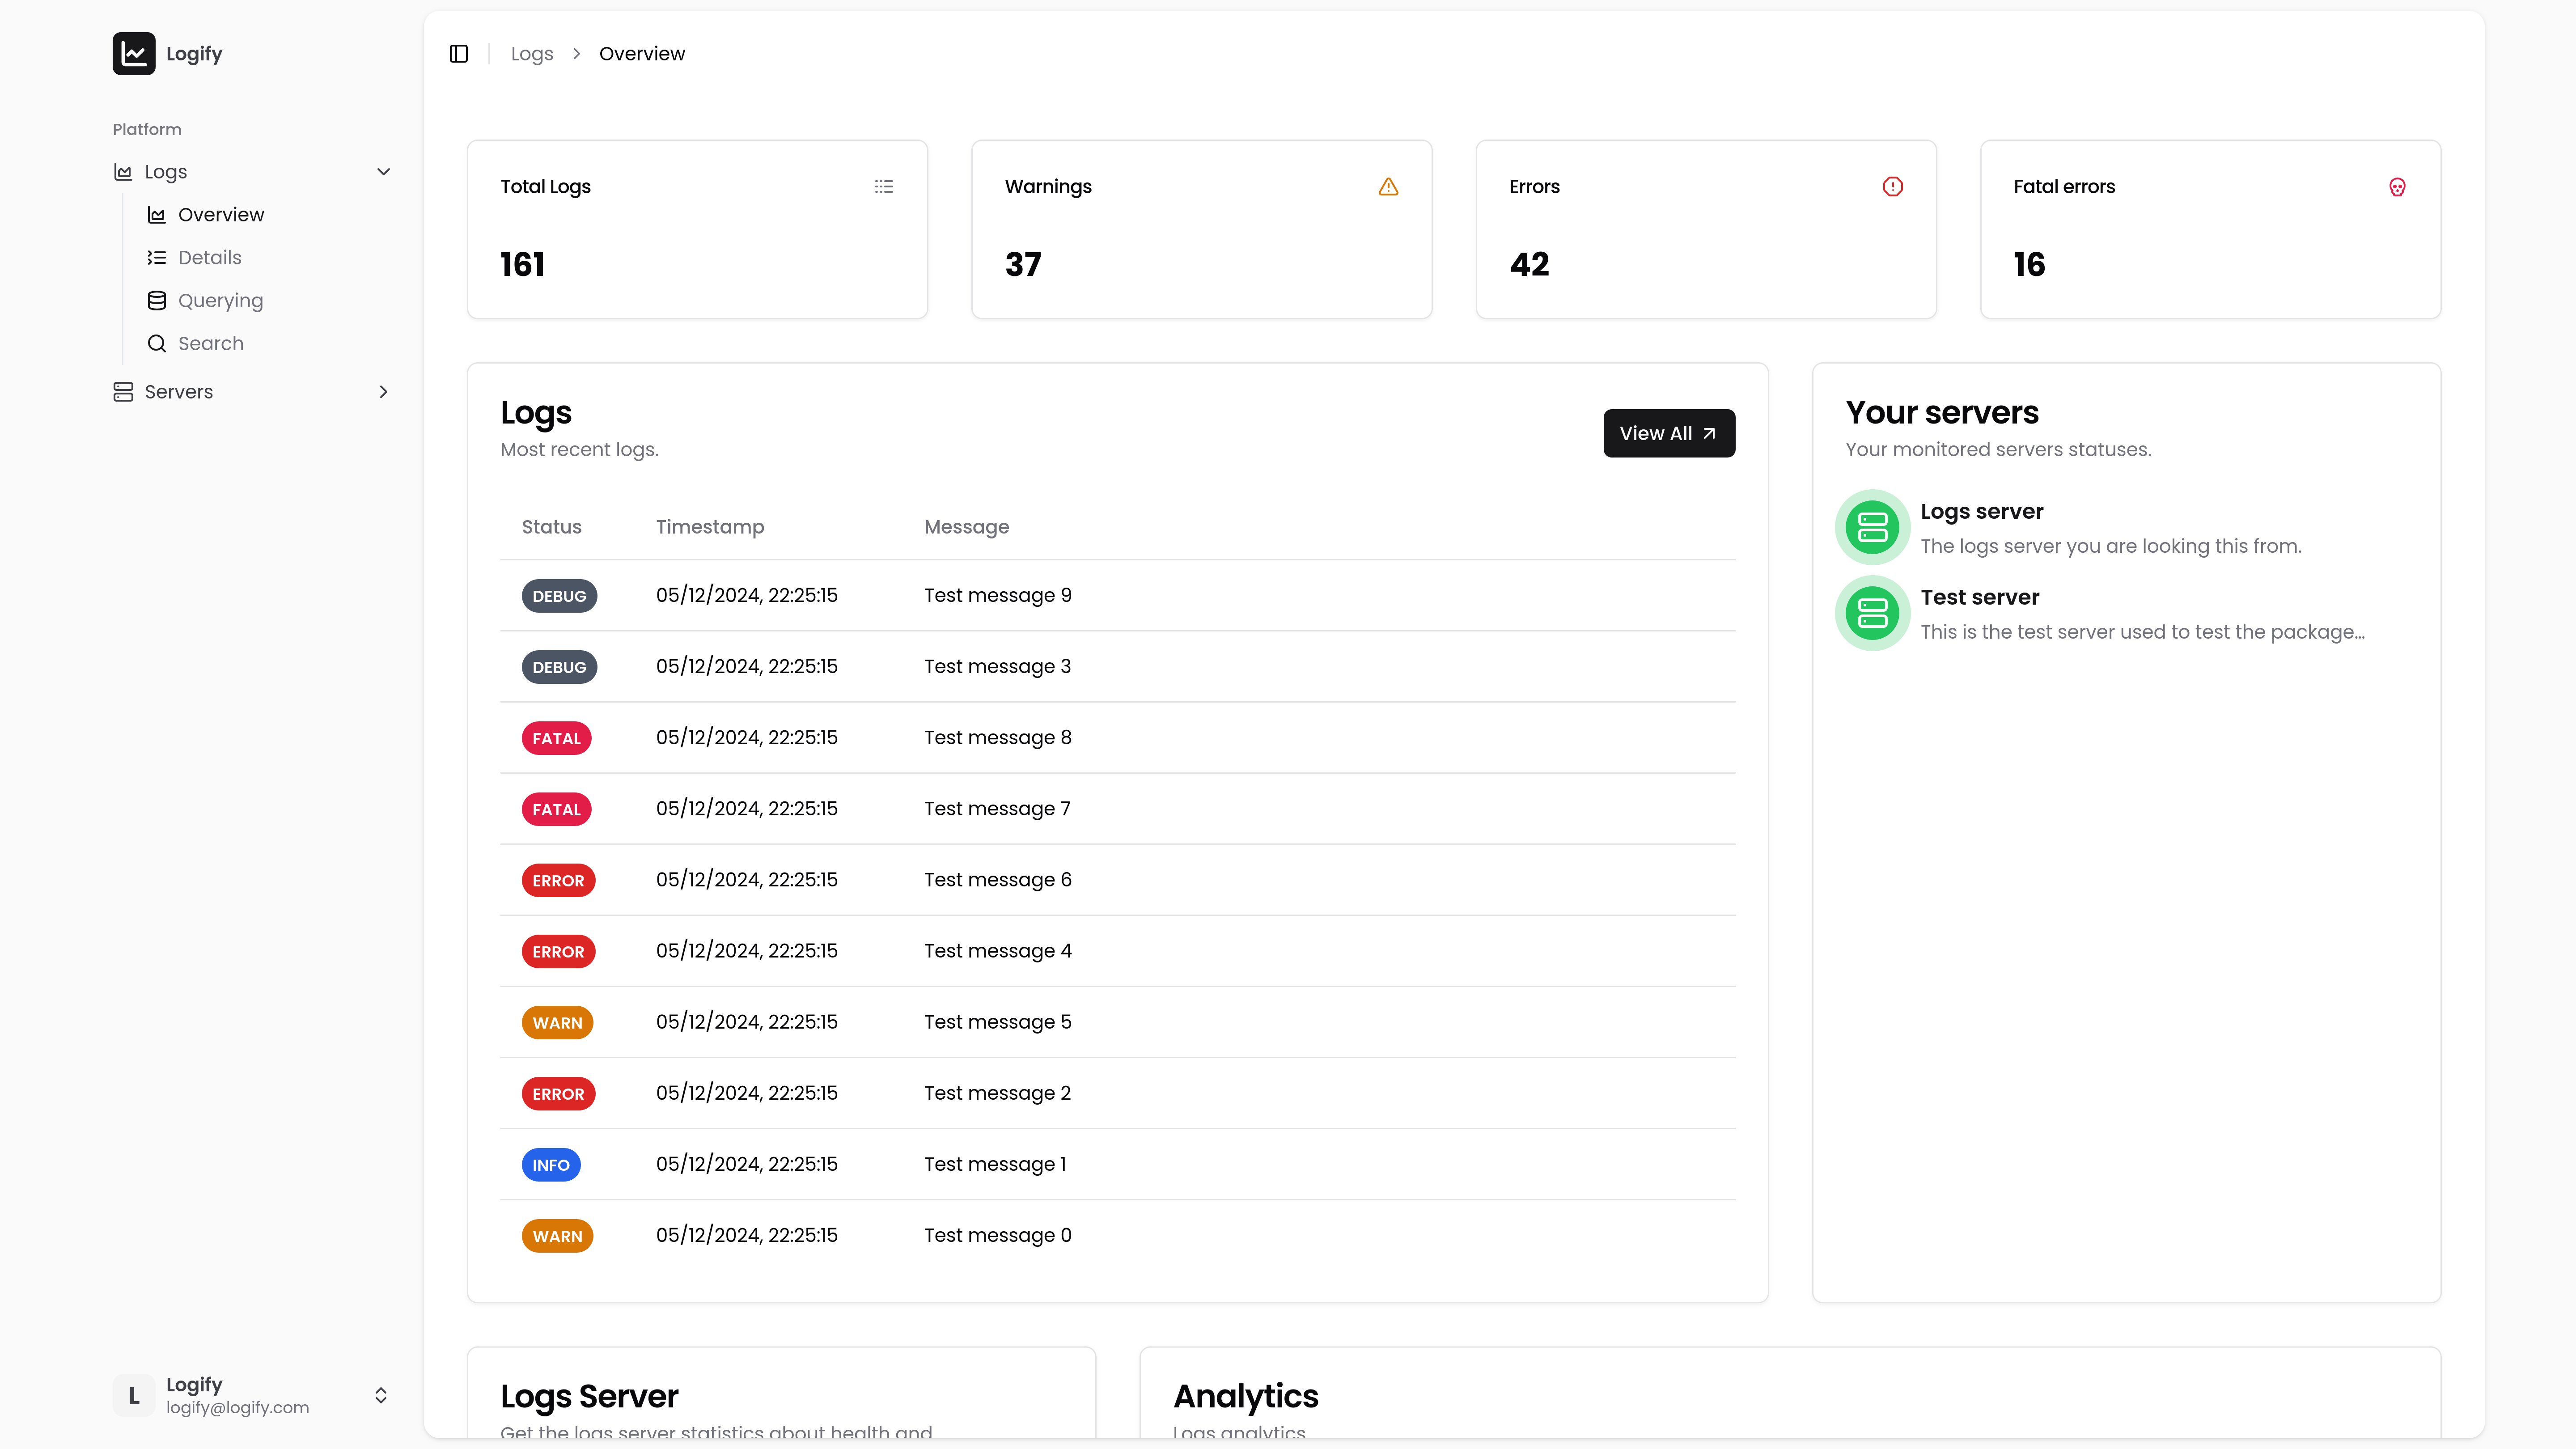 Logify
Platform
Logs
Overview
Details
Querying
Search
Servers
Logify
logify@logify.com
L
Logs
Overview
Total Logs
161
Warnings
37
Errors
42
Fatal errors
16
Logs
Most recent logs.
View All
Status Timestamp Message
DEBUG 05/12/2024, 22:25:15 Test message 9
DEBUG 05/12/2024, 22:25:15 Test message 3
FATAL 05/12/2024, 22:25:15 Test message 8
FATAL 05/12/2024, 22:25:15 Test message 7
ERROR 05/12/2024, 22:25:15 Test message 6
ERROR 05/12/2024, 22:25:15 Test message 4
WARN 05/12/2024, 22:25:15 Test message 5
ERROR 05/12/2024, 22:25:15 Test message 2
INFO 05/12/2024, 22:25:15 Test message 1
WARN 05/12/2024, 22:25:15 Test message 0
Your servers
Your monitored servers statuses.
Logs server
The logs server you are looking this from.
Test server
This is the test server used to test the package...
Logs Server
Get the logs server statistics about health and
Analytics
Logs analytics